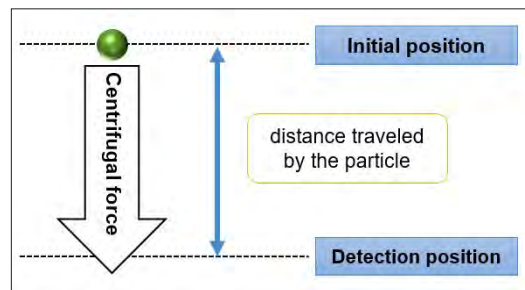 Initial position
Centrifugal force
distance traveled
by the particle
Detection position